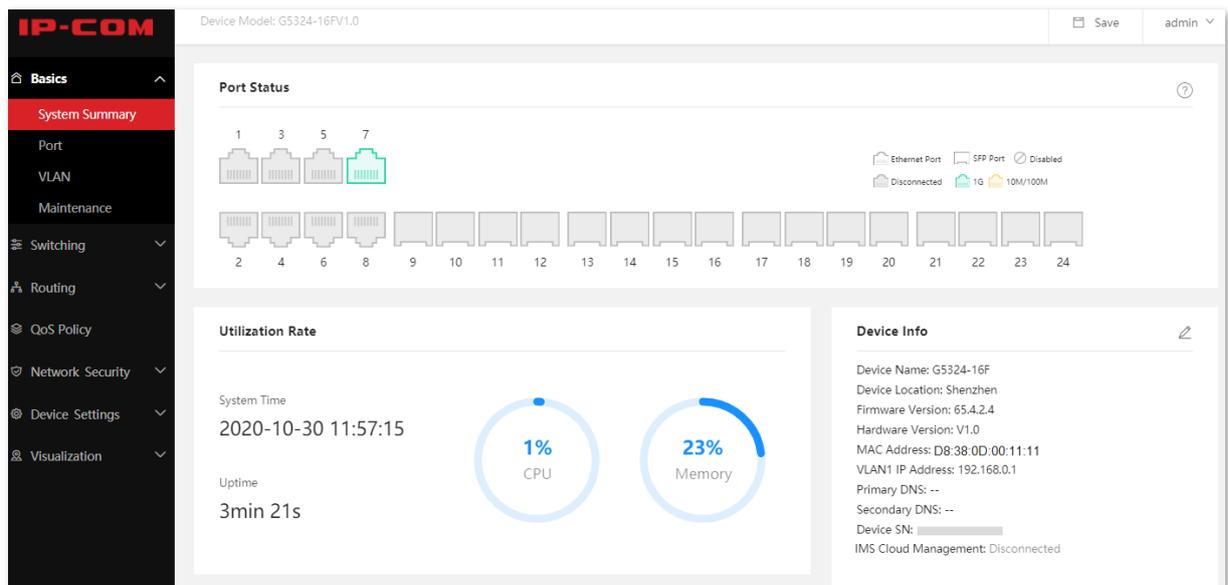 IP-COM
Device Model: G5324-16FV1.0
Save
admin
Basics
System Summary
Port
VLAN
Maintenance
Switching
Routing
QoS Policy
Network Security
Device Settings
Visualization
Port Status
?
1 3 5 7
Ethernet Port SFP Port Disabled
Disconnected 1G 10M/100M
2 4 6 8 9 10 11 12 13 14 15 16 17 18 19 20 21 22 23 24
Utilization Rate
System Time
2020-10-30 11:57:15
Uptime
3min 21s
1%
CPU
23%
Memory
Device Info
Device Name: G5324-16F
Device Location: Shenzhen
Firmware Version: 65.4.2.4
Hardware Version: V1.0
MAC Address: D8:38:0D:00:11:11
VLAN1 IP Address: 192.168.0.1
Primary DNS: --
Secondary DNS: --
Device SN:
IMS Cloud Management: Disconnected